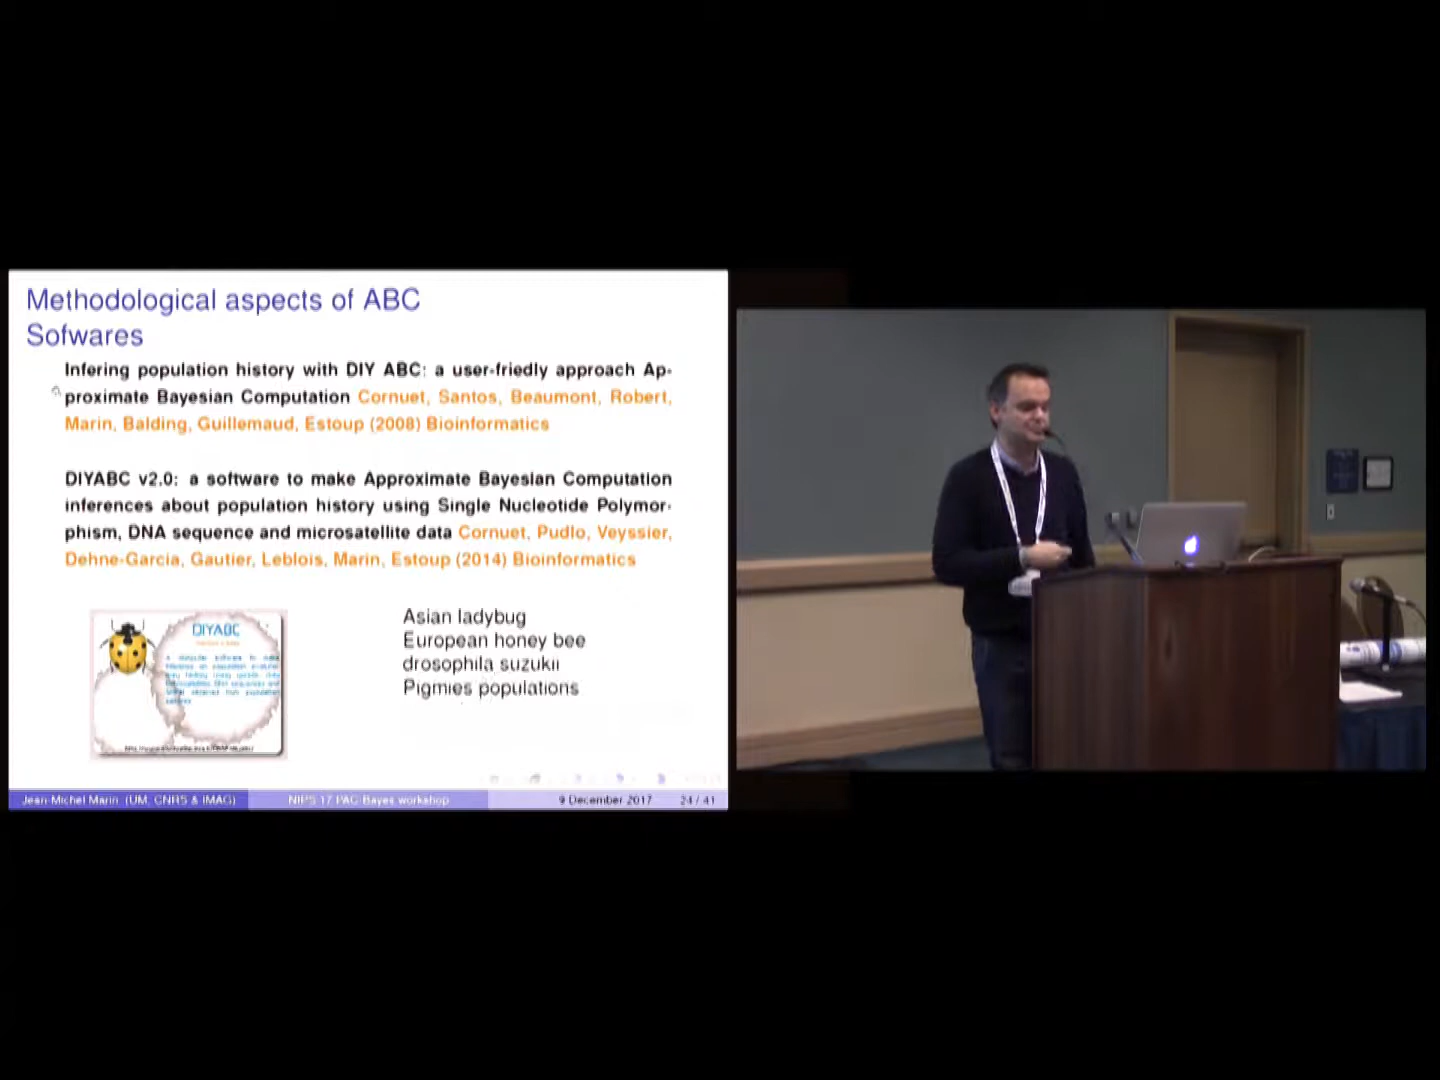 Methodological aspects of ABC
Sofwares
Infering population history with DIY ABC: a user-friedly approach Ap-
proximate Bayesian Computation Cornuet, Santos, Beaumont, Robert,
Marin, Balding, Guillemaud, Estoup (2008) Bioinformatics
DIYABC v2.0: a software to make Approximate Bayesian Computation
inferences about population history using Single Nucleotide Polymor-
phism, DNA sequence and microsatellite data Cornuet, Pudlo, Veyssier,
Dehne-Garcia, Gautier, Leblois, Marin, Estoup (2014) Bioinformatics
DIYABC
Asian ladybug
European honey bee
drosophila suzukii
Pigmies populations
Jean-Michel Marin (UM, CNRS & IMAG)
NIPS 17 PAC-Bayes workshop
9 December 2017
24 / 41